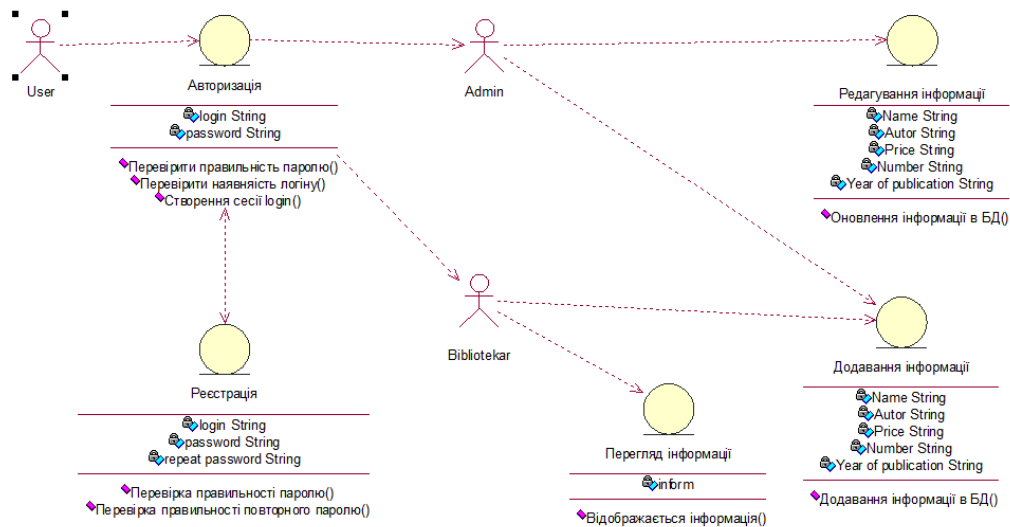 User
Авторизація
login String
password String
Перевірити правильність паролю()
Перевірити наявняість логіну()
Створення сесії login()
Admin
Редагування інформації
Name String
Autor String
Price String
Number String
Year of publication String
Оновлення інформації в БД()
Bibliotekar
Реєстрація
login String
password String
repeat password String
Перевірка правильності паролю()
Перевірка правильності повторного паролю()
Перегляд інформації
inform
Відображається інформація()
Додавання інформації
Name String
Autor String
Price String
Number String
Year of publication String
Додавання інформації в БД()